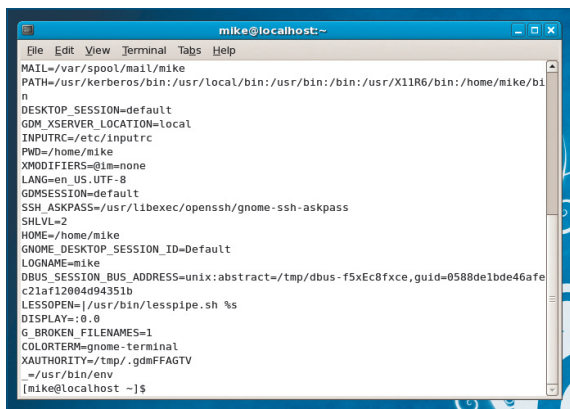 mike@localhost:~
File Edit View Terminal Tabs Help
MAIL=/var/spool/mail/mike
PATH=/usr/kerberos/bin:/usr/local/bin:/usr/bin:/bin:/usr/X11R6/bin:/home/mike/bi
n
DESKTOP_SESSION=default
GDM_XSERVER_LOCATION=local
INPUTRC=/etc/inputrc
PWD=/home/mike
XMODIFIERS=@im=none
LANG=en_US.UTF-8
GDMSESSION=default
SSH_ASKPASS=/usr/libexec/openssh/gnome-ssh-askpass
SHLVL=2
HOME=/home/mike
GNOME_DESKTOP_SESSION_ID=Default
LOGNAME=mike
DBUS_SESSION_BUS_ADDRESS=unix:abstract=/tmp/dbus-f5xEc8fxce,guid=0588de1bde46afe
c21af12004d94351b
LESSOPEN=|/usr/bin/lesspipe.sh %s
DISPLAY=:0.0
G_BROKEN_FILENAMES=1
COLORTERM=gnome-terminal
XAUTHORITY=/tmp/.gdmFFAGTV
_=/usr/bin/env
[mike@localhost ~]$